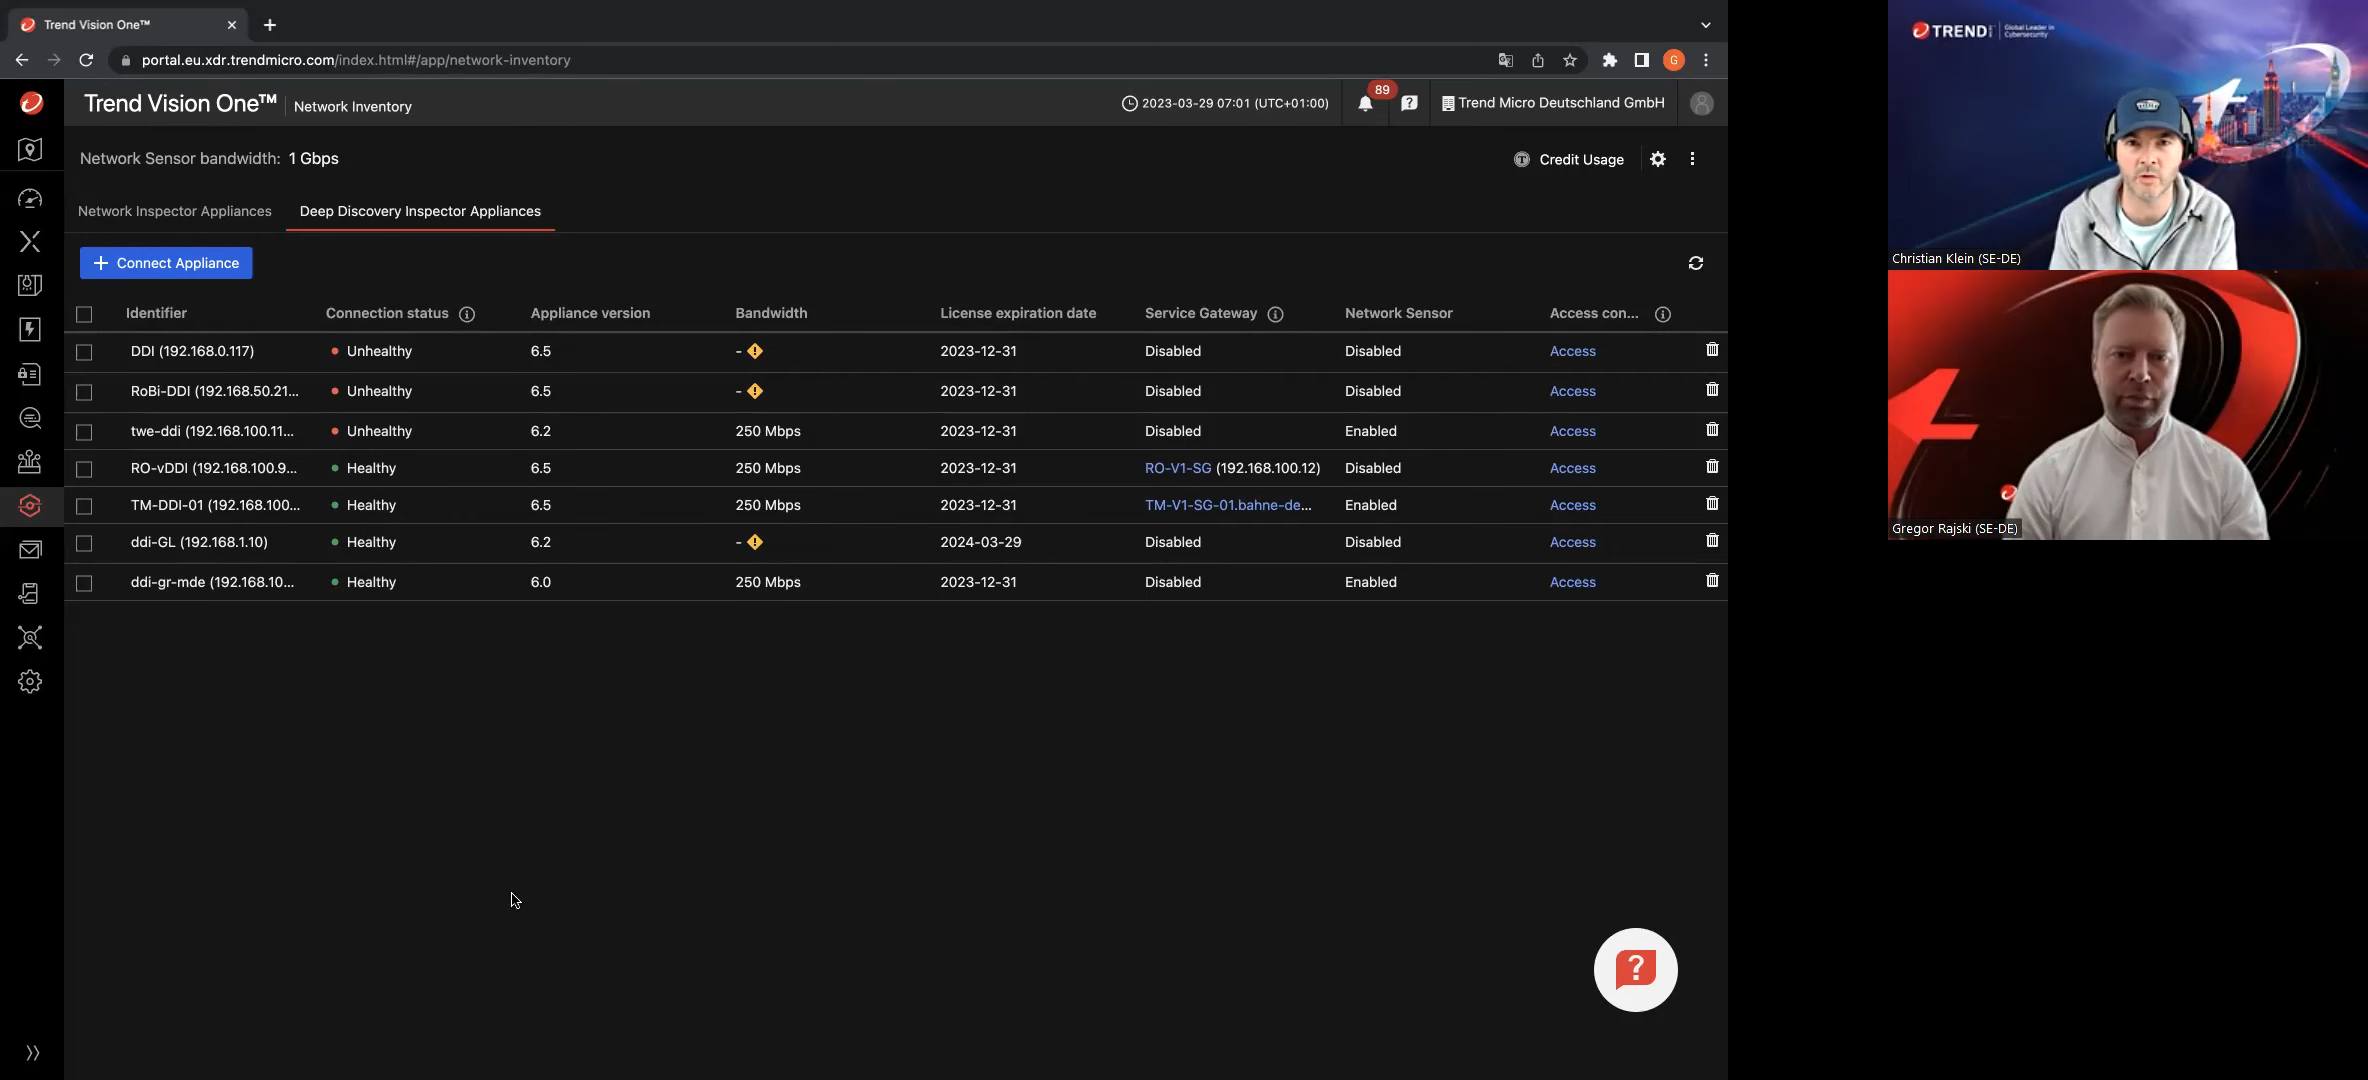 Trend Vision One™
portal.eu.xdr.trendmicro.com/index.html#/app/network-inventory
G
Trend Vision One™ Network Inventory
2023-03-29 07:01 (UTC+01:00)
89
Trend Micro Deutschland GmbH
Network Sensor bandwidth: 1 Gbps
Credit Usage
Network Inspector Appliances Deep Discovery Inspector Appliances
+ Connect Appliance
Identifier Connection status Appliance version Bandwidth License expiration date Service Gateway Network Sensor Access con...
DDI (192.168.0.117) Unhealthy 6.5 - 2023-12-31 Disabled Disabled Access
RoBi-DDI (192.168.50.21... Unhealthy 6.5 - 2023-12-31 Disabled Disabled Access
twe-ddi (192.168.100.11... Unhealthy 6.2 250 Mbps 2023-12-31 Disabled Enabled Access
RO-vDDI (192.168.100.9... Healthy 6.5 250 Mbps 2023-12-31 RO-V1-SG (192.168.100.12) Disabled Access
TM-DDI-01 (192.168.100... Healthy 6.5 250 Mbps 2023-12-31 TM-V1-SG-01.bahne-de... Enabled Access
ddi-GL (192.168.1.10) Healthy 6.2 - 2024-03-29 Disabled Disabled Access
ddi-gr-mde (192.168.10... Healthy 6.0 250 Mbps 2023-12-31 Disabled Enabled Access
TREND
Global Leader in
Cybersecurity
Christian Klein (SE-DE)
Gregor Rajski (SE-DE)